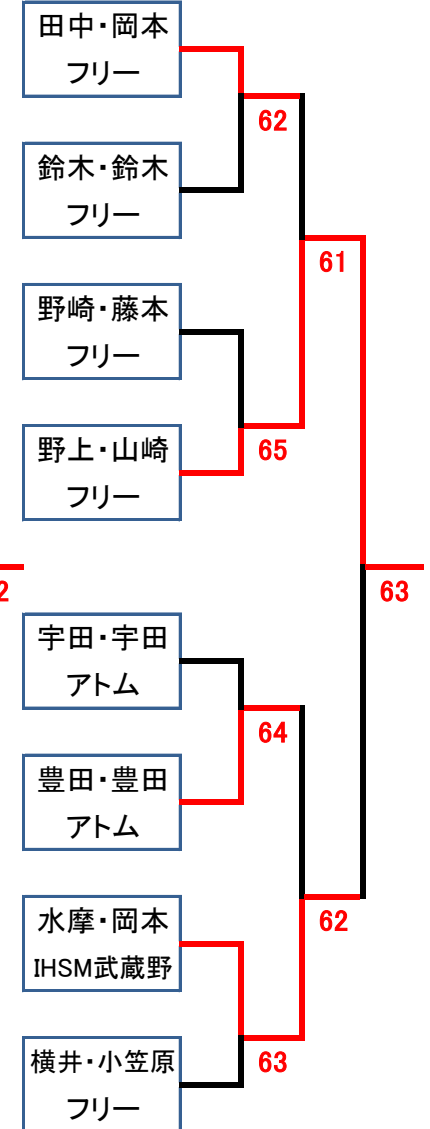 田中・岡本
フリー
62
鈴木・鈴木
フリー
61
野崎・藤本
フリー
野上・山崎
65
フリー
2
63
宇田・宇田
アトム
64
豊田・豊田
アトム
水摩・岡本
62
IHSM武蔵野
横井・小笠原
63
フリー